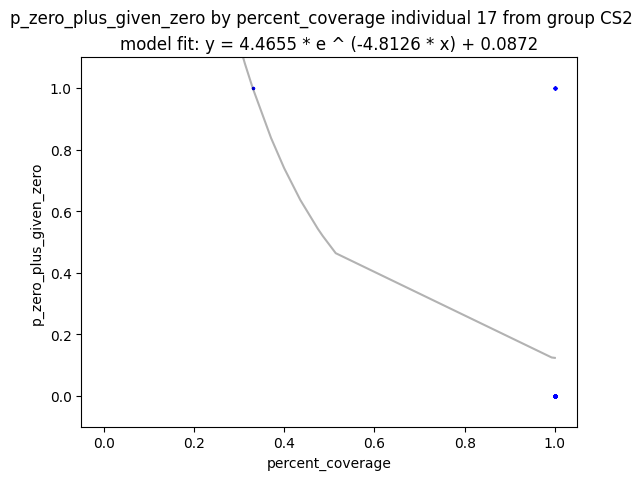 p_zero_plus_given_zero by percent_coverage individual 17 from group CS2
model fit: y = 4.4655 * e ^ (-4.8126 * x) + 0.0872
1.0
0.8
0.6
0.4
0.2
0.0
p_zero_plus_given_zero
0.0 0.2 0.4 0.6 0.8 1.0
percent_coverage